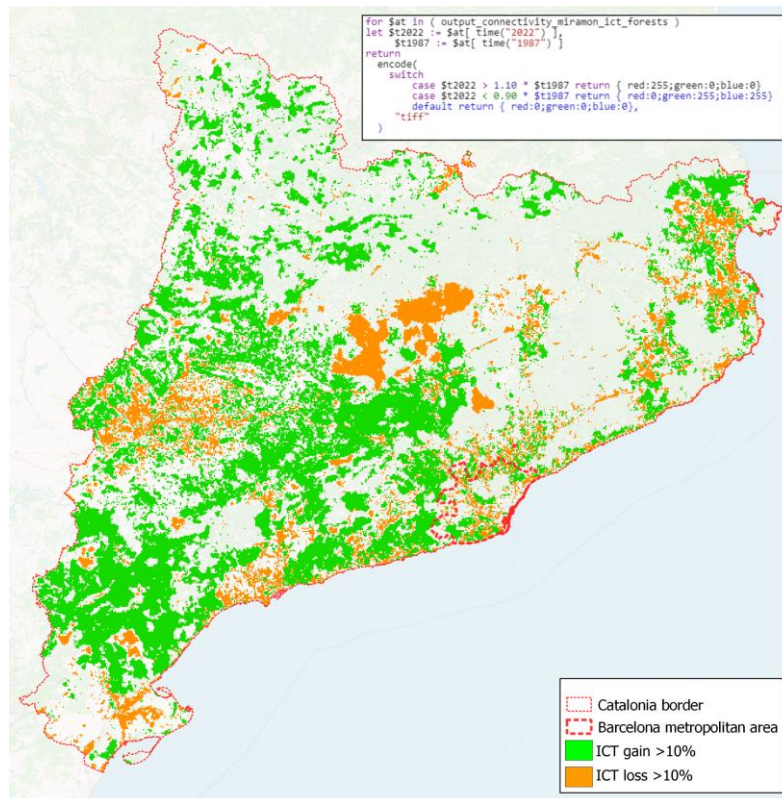 for $at in ( output_connectivity_miramon_ict_forests )
let $t2022 := $at[ time("2022") ],
$t1987 := $at[ time("1987") ]
return
encode(
switch
case $t2022 > 1.10 * $t1987 return { red:255;green:0;blue:0}
case $t2022 < 0.90 * $t1987 return { red:0;green:255;blue:255}
default return { red:0;green:0;blue:0},
"tiff"
)
Catalonia border
Barcelona metropolitan area
ICT gain >10%
ICT loss >10%